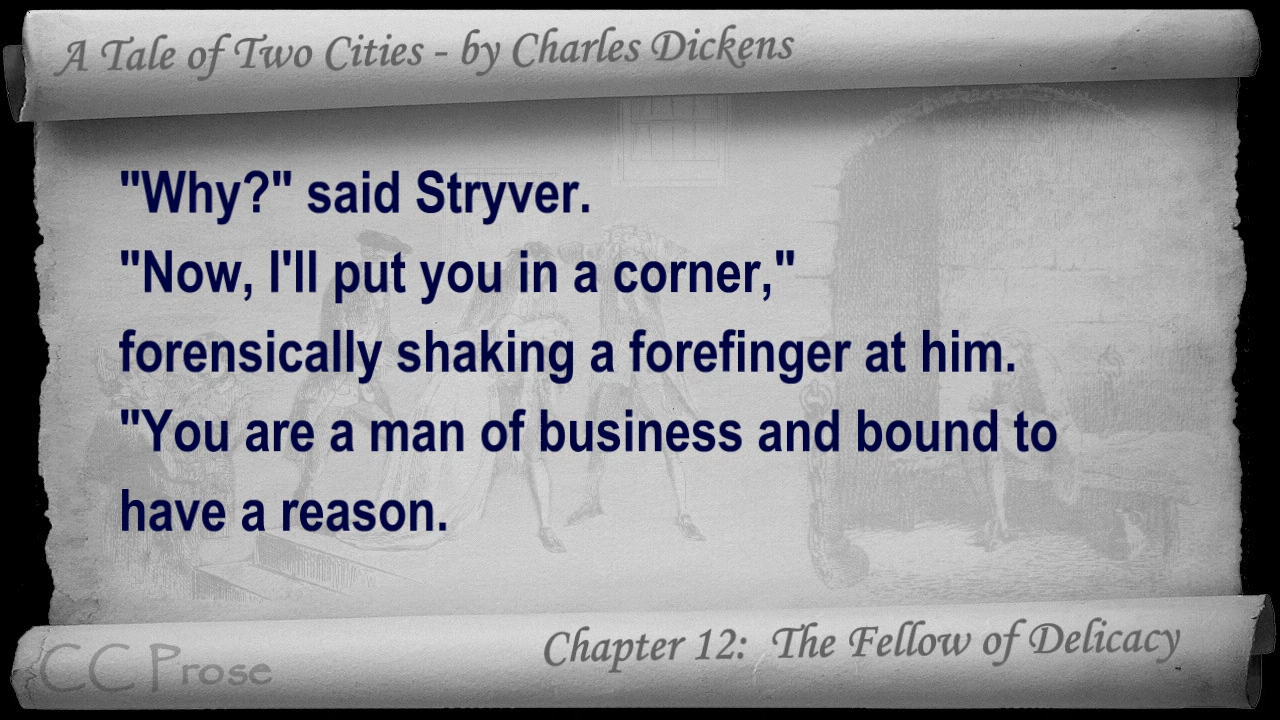 A Tale of Two Cities - by Charles Dickens
"Why?" said Stryver.
"Now, I'll put you in a corner,"
forensically shaking a forefinger at him.
"You are a man of business and bound to
have a reason.
Chapter 12: The Fellow of Delicacy
CC Prose